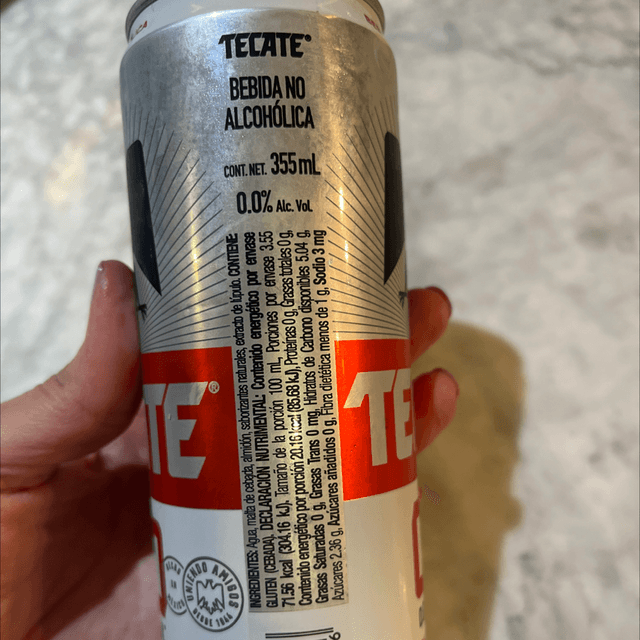 TECATE®
BEBIDA NO
ALCOHÓLICA
CONT. NET. 355 mL
0.0% Alc. Vol.
INGREDIENTES: Agua, malta de cebada, almidón, saborizantes naturales, extracto de lúpulo. CONTIENE
GLUTEN (CEBADA). DECLARACIÓN NUTRIMENTAL: Contenido energético por envase
71.56 kcal (304.16 kJ), Tamaño de la porción 100 mL, Porciones por envase 3.55
Contenido energético por porción 20.16 kcal (85.68 kJ), Proteínas 0 g, Grasas totales 0 g,
Grasas Saturadas 0 g, Grasas Trans 0 mg, Hidratos de Carbono disponibles 5.04 g,
Azúcares 2.36 g, Azúcares añadidos 0 g, Fibra dietética menos de 1 g, Sodio 3 mg
TE®
TE
UNIENDO AMIGOS
DESDE 1944